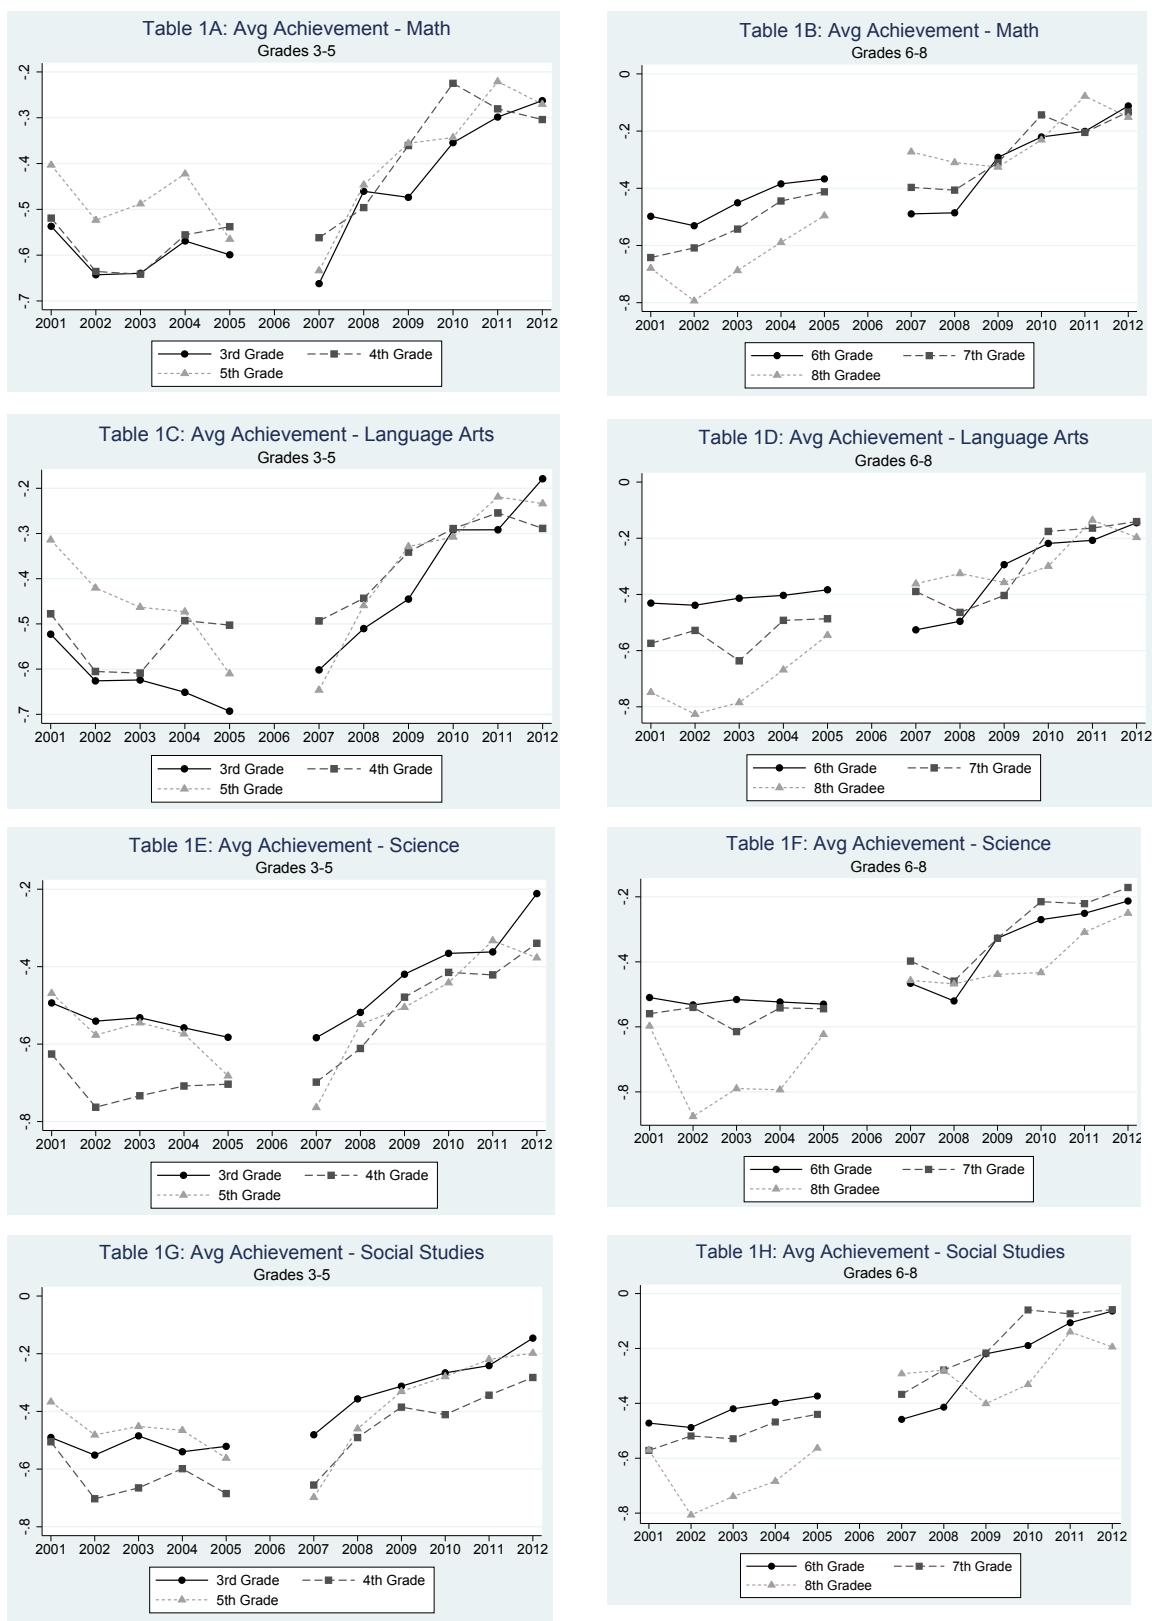 Table 1A: Avg Achievement - Math
Grades 3-5
-.2
-.3
-.4
-.5
-.6
-.7
2001 2002 2003 2004 2005 2006 2007 2008 2009 2010 2011 2012
3rd Grade 4th Grade
5th Grade
Table 1B: Avg Achievement - Math
Grades 6-8
0
-.2
-.4
-.6
-.8
2001 2002 2003 2004 2005 2006 2007 2008 2009 2010 2011 2012
6th Grade 7th Grade
8th Gradee
Table 1C: Avg Achievement - Language Arts
Grades 3-5
-.2
-.3
-.4
-.5
-.6
-.7
2001 2002 2003 2004 2005 2006 2007 2008 2009 2010 2011 2012
3rd Grade 4th Grade
5th Grade
Table 1D: Avg Achievement - Language Arts
Grades 6-8
0
-.2
-.4
-.6
-.8
2001 2002 2003 2004 2005 2006 2007 2008 2009 2010 2011 2012
6th Grade 7th Grade
8th Gradee
Table 1E: Avg Achievement - Science
Grades 3-5
-.2
-.4
-.6
-.8
2001 2002 2003 2004 2005 2006 2007 2008 2009 2010 2011 2012
3rd Grade 4th Grade
5th Grade
Table 1F: Avg Achievement - Science
Grades 6-8
-.2
-.4
-.6
-.8
2001 2002 2003 2004 2005 2006 2007 2008 2009 2010 2011 2012
6th Grade 7th Grade
8th Gradee
Table 1G: Avg Achievement - Social Studies
Grades 3-5
0
-.2
-.4
-.6
-.8
2001 2002 2003 2004 2005 2006 2007 2008 2009 2010 2011 2012
3rd Grade 4th Grade
5th Grade
Table 1H: Avg Achievement - Social Studies
Grades 6-8
0
-.2
-.4
-.6
-.8
2001 2002 2003 2004 2005 2006 2007 2008 2009 2010 2011 2012
6th Grade 7th Grade
8th Gradee